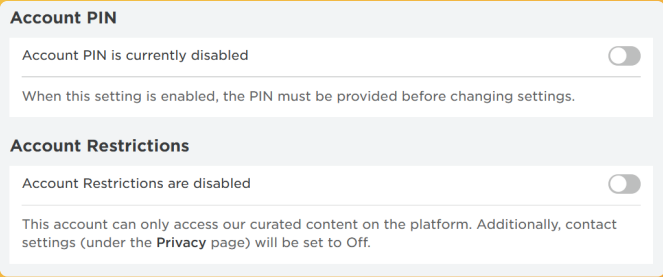 Account PIN
Account PIN is currently disabled
When this setting is enabled, the PIN must be provided before changing settings.
Account Restrictions
Account Restrictions are disabled
This account can only access our curated content on the platform. Additionally, contact
settings (under the Privacy page) will be set to Off.